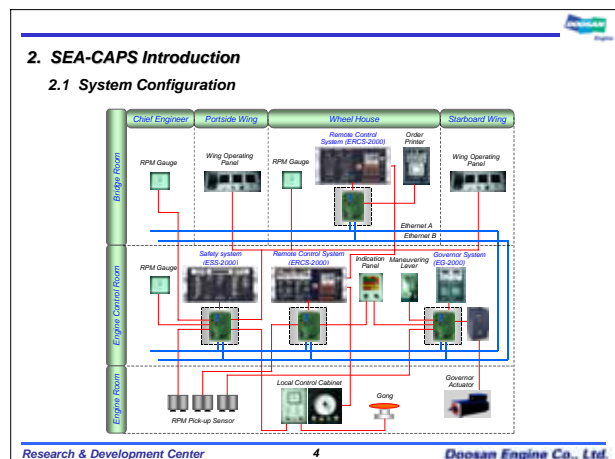 DOOSAN
Engine
2. SEA-CAPS Introduction
2.1 System Configuration
Chief Engineer
Portside Wing
Wheel House
Starboard Wing
Bridge Room
RPM Gauge
Wing Operating
Panel
RPM Gauge
Remote Control
System (ERCS-2000)
Order
Printer
Wing Operating
Panel
Ethernet A
Ethernet B
Engine Control Room
RPM Gauge
Safety system
(ESS-2000)
Remote Control System
(ERCS-2000)
Indication
Panel
Maneuvering
Lever
Governor System
(EG-2000)
Engine Room
RPM Pick-up Sensor
Local Control Cabinet
Gong
Governor
Actuator
Research & Development Center
4
Doosan Engine Co., Ltd.